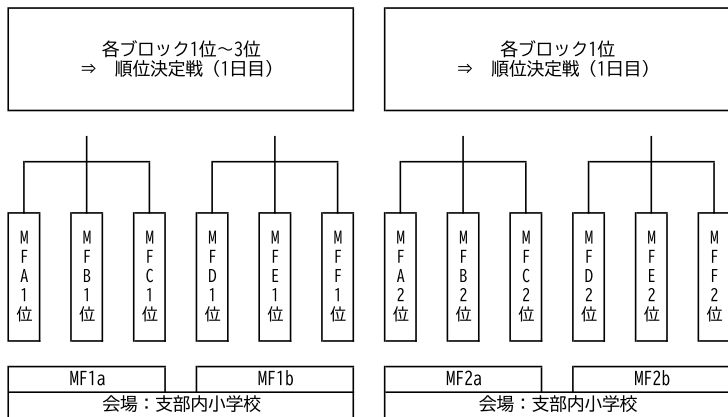 各ブロック1位～3位
⇒　順位決定戦（1日目）
各ブロック1位
⇒　順位決定戦（1日目）
MFA1位
MFB1位
MFC1位
MFD1位
MFE1位
MFF1位
MFA2位
MFB2位
MFC2位
MFD2位
MFE2位
MFF2位
MF1a
MF1b
MF2a
MF2b
会場：支部内小学校
会場：支部内小学校